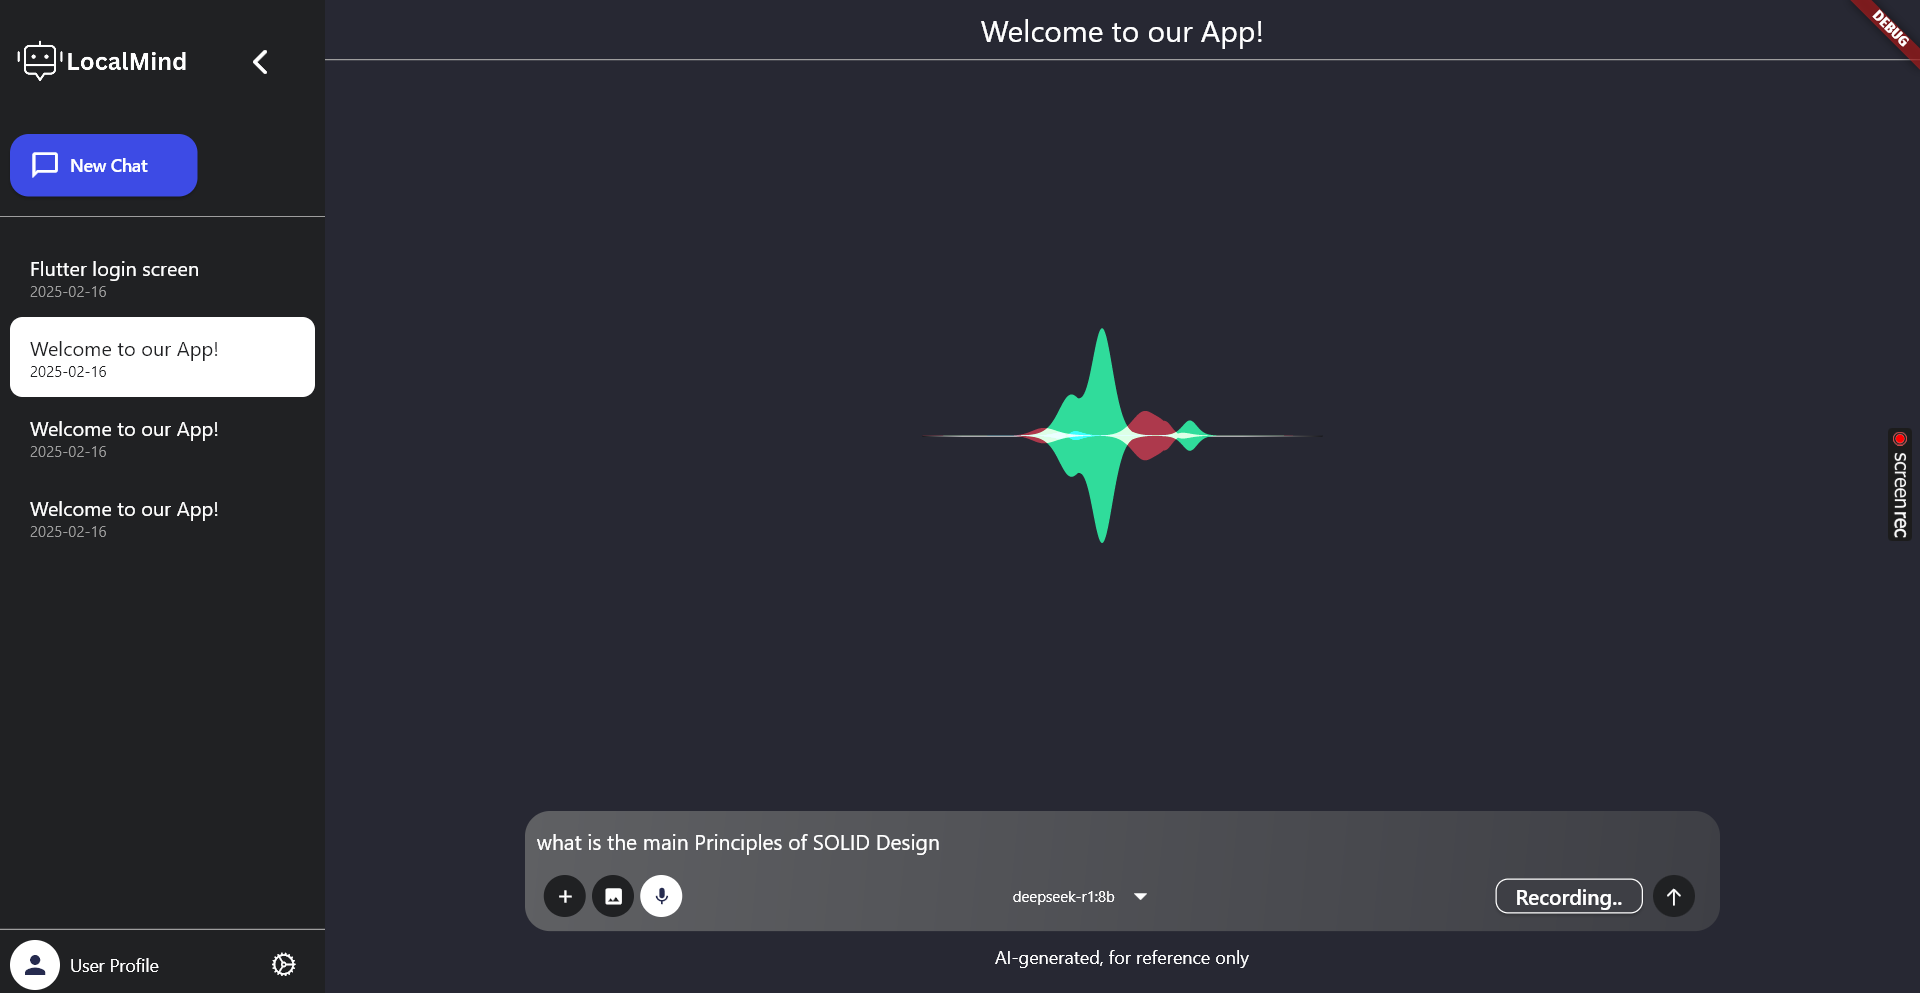 LocalMind
New Chat
Flutter login screen
2025-02-16
Welcome to our App!
2025-02-16
Welcome to our App!
2025-02-16
Welcome to our App!
2025-02-16
User Profile
Welcome to our App!
DEBUG
screenrec
what is the main Principles of SOLID Design
deepseek-r1:8b
Recording..
AI-generated, for reference only